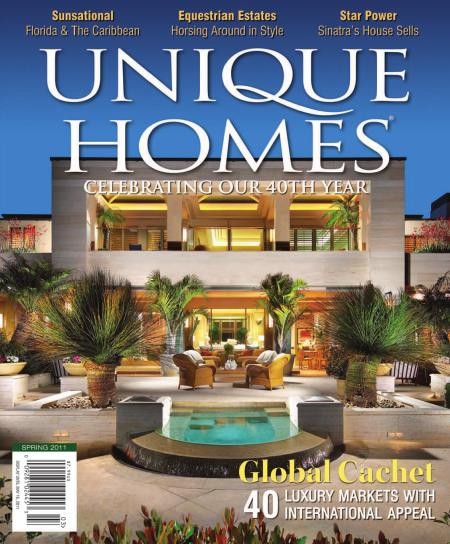 Sunsational
Florida & The Caribbean
Equestrian Estates
Horsing Around in Style
Star Power
Sinatra's House Sells
UNIQUE
HOMES®
CELEBRATING OUR 40TH YEAR
SPRING 2011
Global Cachet
40 LUXURY MARKETS WITH
INTERNATIONAL APPEAL